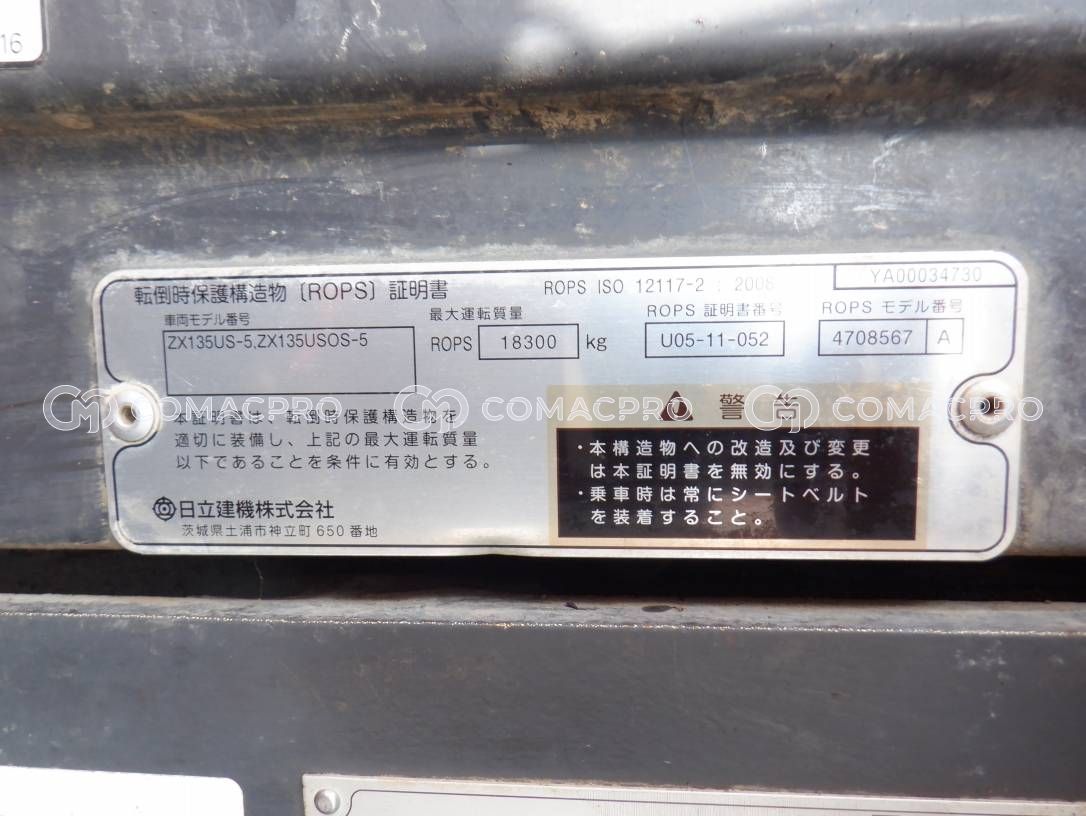 16
転倒時保護構造物〔ROPS〕証明書
ROPS ISO 12117-2 : 2008
YA00034730
車両モデル番号
ZX135US-5,ZX135USOS-5
最大運転質量
ROPS 18300 kg
ROPS 証明書番号
U05-11-052
ROPS モデル番号
4708567 A
本証明書は、転倒時保護構造物を
適切に装備し、上記の最大運転質量
以下であることを条件に有効とする。
警告
・本構造物への改造及び変更
は本証明書を無効にする。
・乗車時は常にシートベルト
を装着すること。
日立建機株式会社
茨城県土浦市神立町 650 番地
COMACPRO COMACPRO COMACPRO COMACPRO